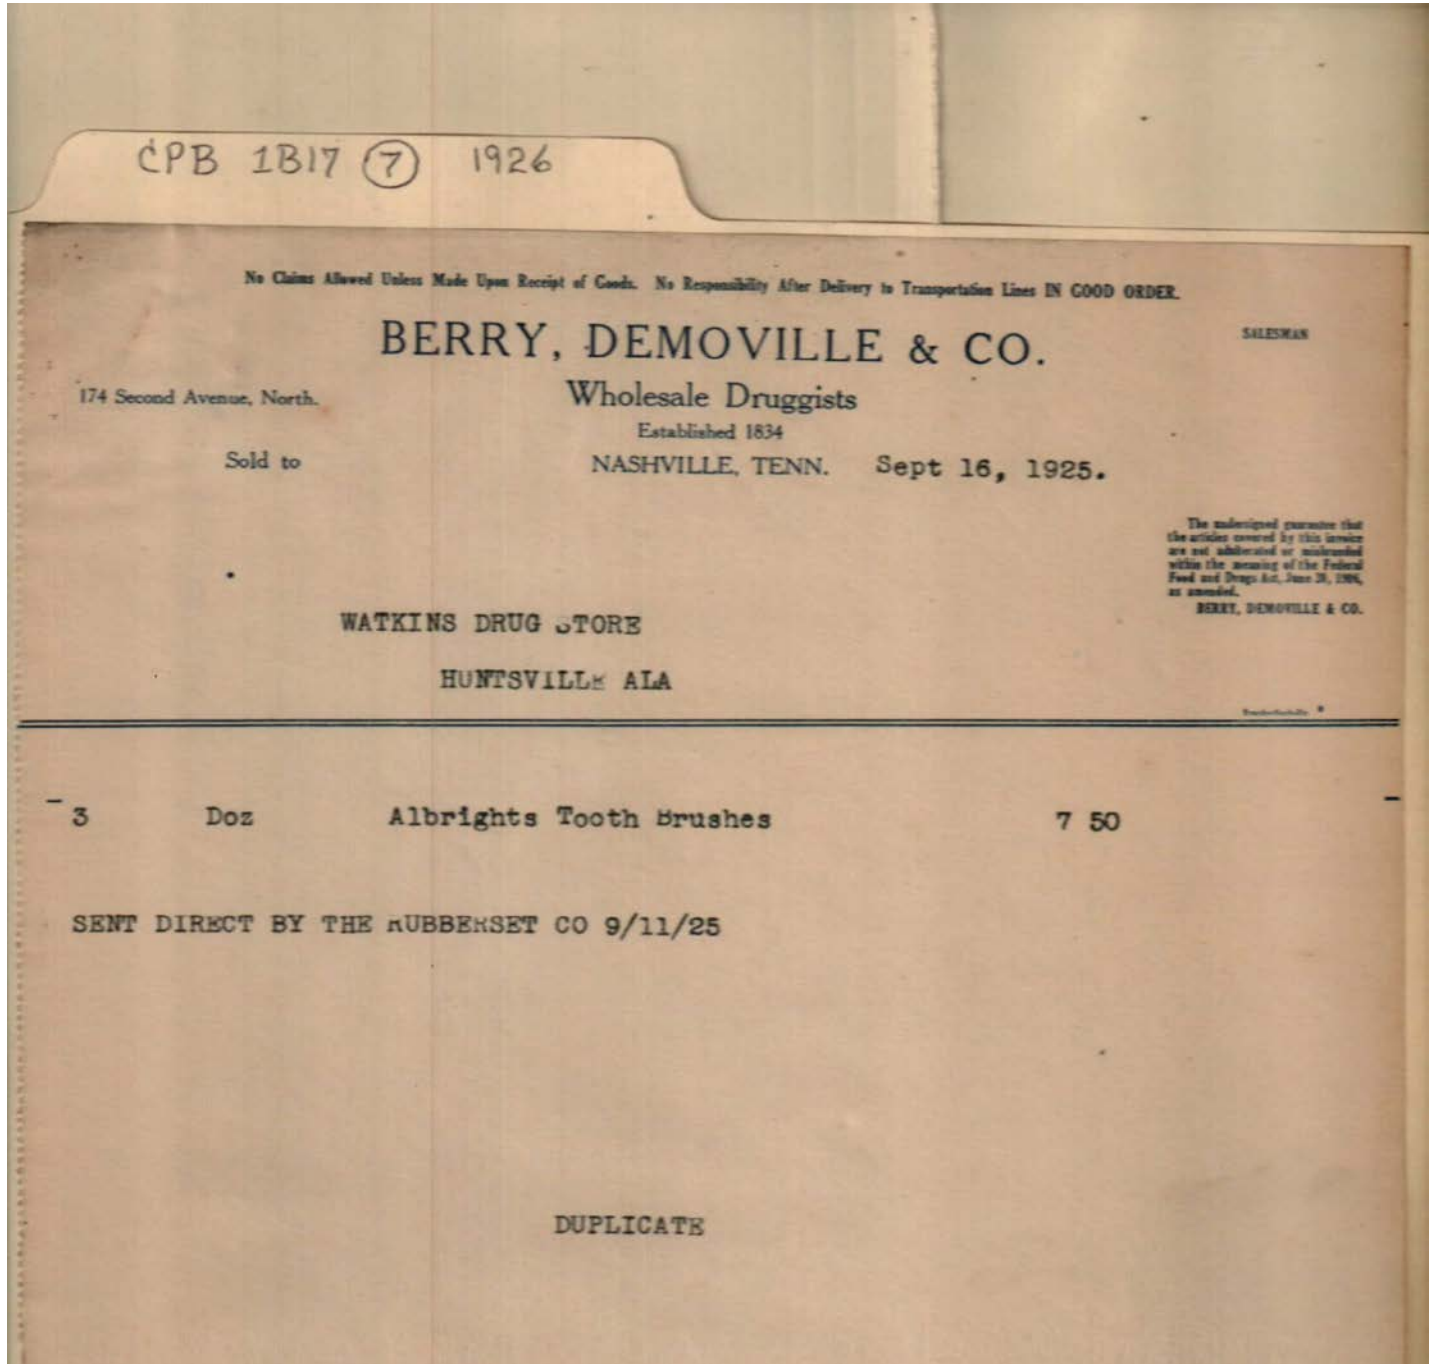 CPB 1B17 7 1926
No Claims Allowed Unless Made Upon Receipt of Goods. No Responsibility After Delivery to Transportation Lines IN GOOD ORDER.
BERRY, DEMOVILLE & CO.
SALESMAN
174 Second Avenue, North.
Wholesale Druggists
Established 1834
Sold to
NASHVILLE, TENN. Sept 16, 1925.
The undersigned guarantee that
the articles covered by this invoice
are not adulterated or misbranded
within the meaning of the Federal
Food and Drugs Act, June 30, 1906,
as amended.
BERRY, DEMOVILLE & CO.
WATKINS DRUG STORE
HUNTSVILLE ALA
3 Doz Albrights Tooth Brushes 7 50
SENT DIRECT BY THE RUBBERSET CO 9/11/25
DUPLICATE